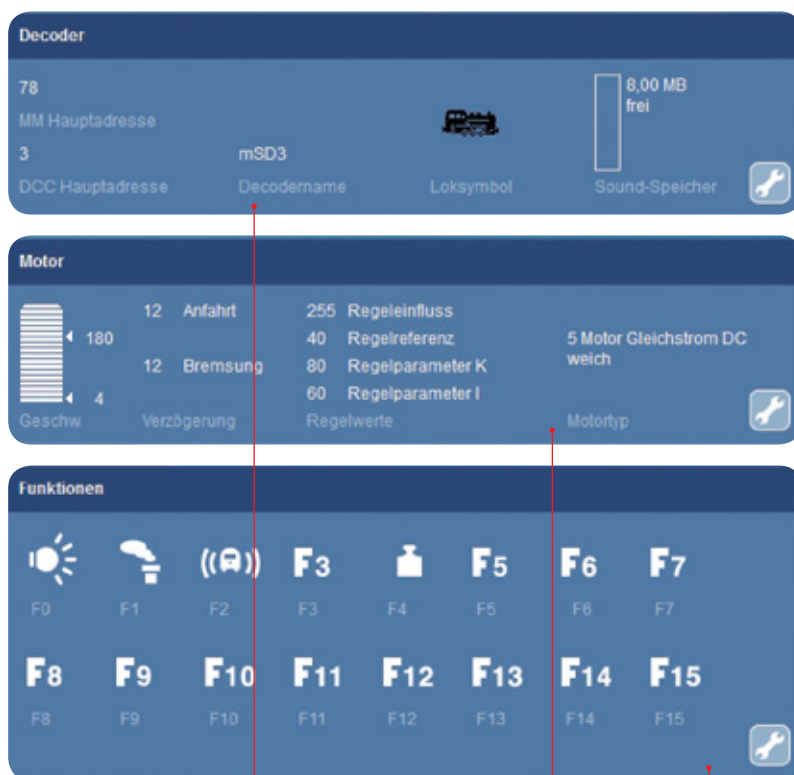 Decoder
78
MM Hauptadresse
3 mSD3
DCC Hauptadresse Decodername Loksymbol Sound-Speicher
8,00 MB
frei
Motor
12 Anfahrt 255 Regeleinfluss
180 40 Regelreferenz 5 Motor Gleichstrom DC
12 Bremsung 80 Regelparameter K weich
4 60 Regelparameter I
Geschw. Verzögerung Regelwerte Motortyp
Funktionen
F3 F5 F6 F7
F0 F1 F2 F3 F4 F5 F6 F7
F8 F9 F10 F11 F12 F13 F14 F15
F8 F9 F10 F11 F12 F13 F14 F15